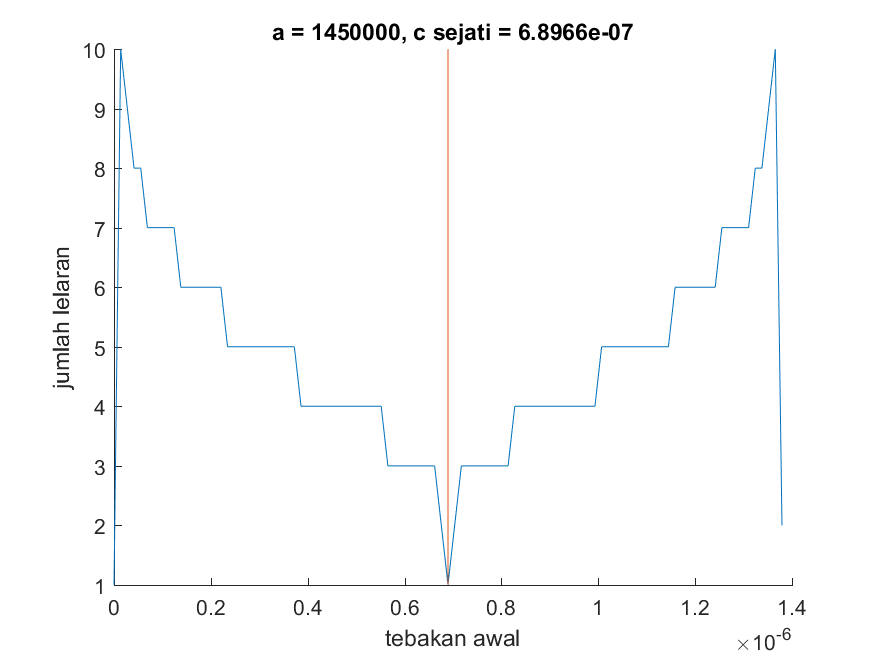 a = 1450000, c sejati = 6.8966e-07
10
9
8
7
6
5
4
3
2
1
jumlah lelaran
0 0.2 0.4 0.6 0.8 1 1.2 1.4
×10-6
tebakan awal